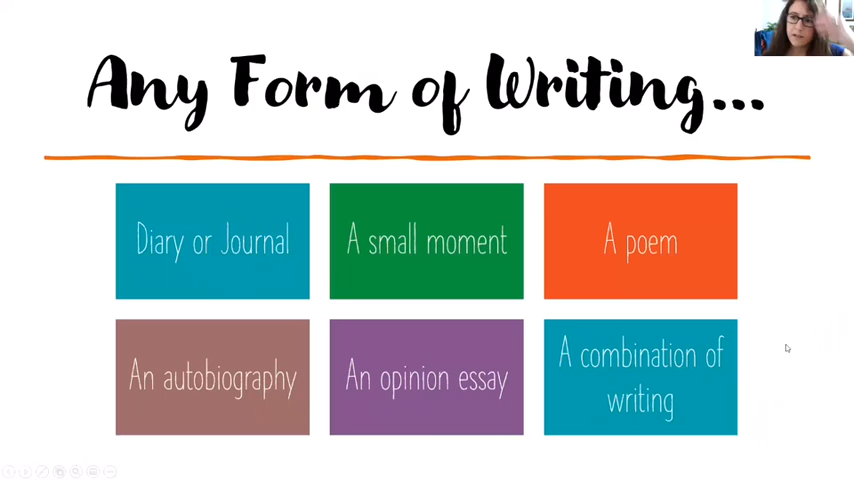 Any Form of Writing...
Diary or Journal
A small moment
A poem
An autobiography
An opinion essay
A combination of
writing